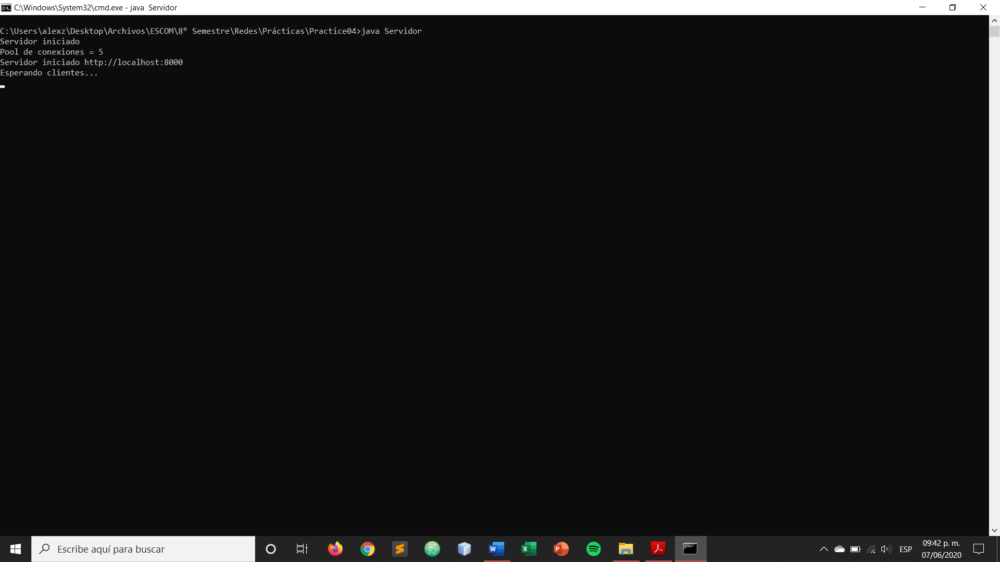 C:\Windows\System32\cmd.exe - java  Servidor
C:\Users\alexz\Desktop\Archivos\ESCOM\8º Semestre\Redes\Prácticas\Practice04>java Servidor
Servidor iniciado
Pool de conexiones = 5
Servidor iniciado http://localhost:8000
Esperando clientes...
Escribe aquí para buscar
ESP
09:42 p. m.
07/06/2020